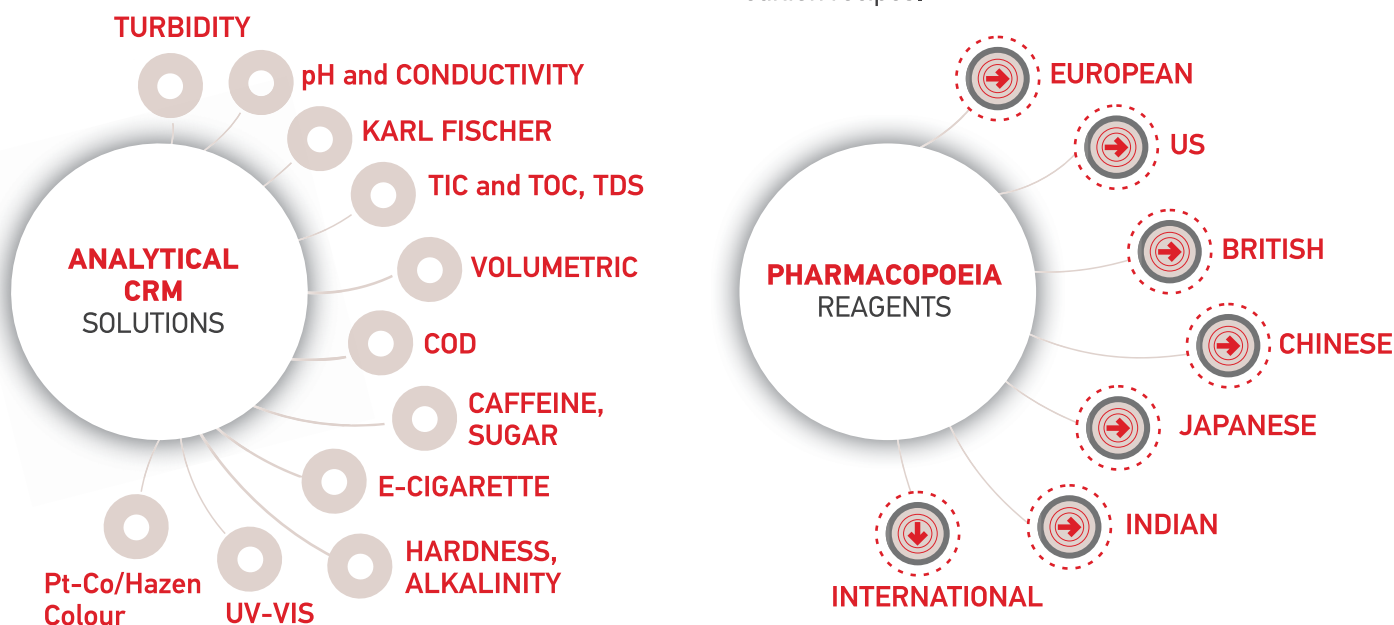 TURBIDITY
pH and CONDUCTIVITY
KARL FISCHER
TIC and TOC, TDS
ANALYTICAL
CRM
SOLUTIONS
VOLUMETRIC
COD
CAFFEINE,
SUGAR
E-CIGARETTE
HARDNESS,
ALKALINITY
UV-VIS
Pt-Co/Hazen
Colour
EUROPEAN
US
BRITISH
PHARMACOPOEIA
REAGENTS
CHINESE
JAPANESE
INDIAN
INTERNATIONAL